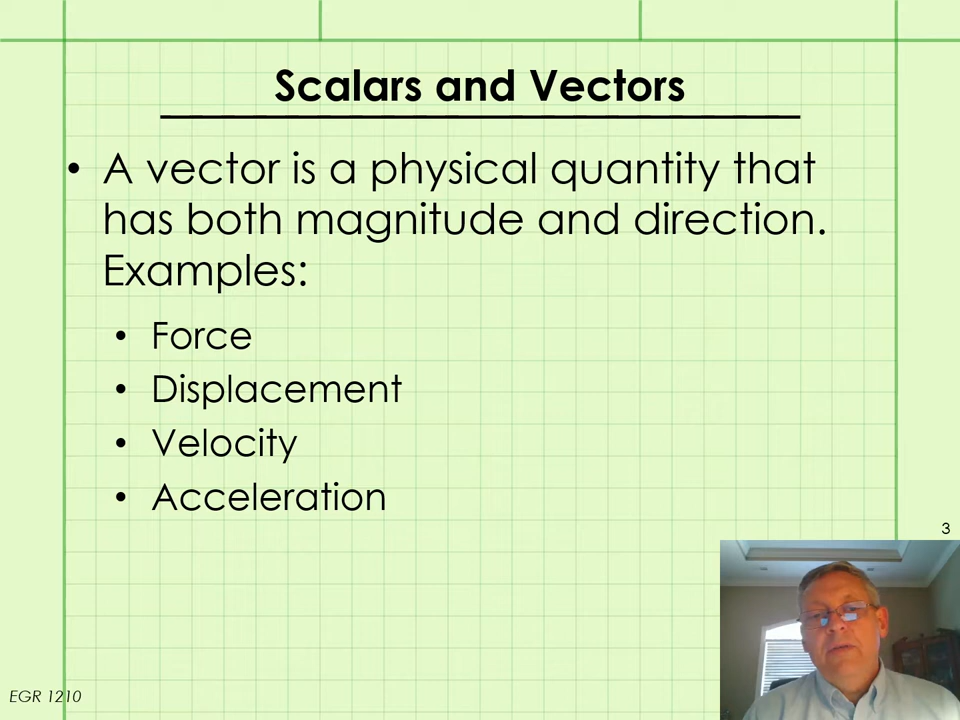 Scalars and Vectors
• A vector is a physical quantity that
has both magnitude and direction.
Examples:
• Force
• Displacement
• Velocity
• Acceleration
3
EGR 1210